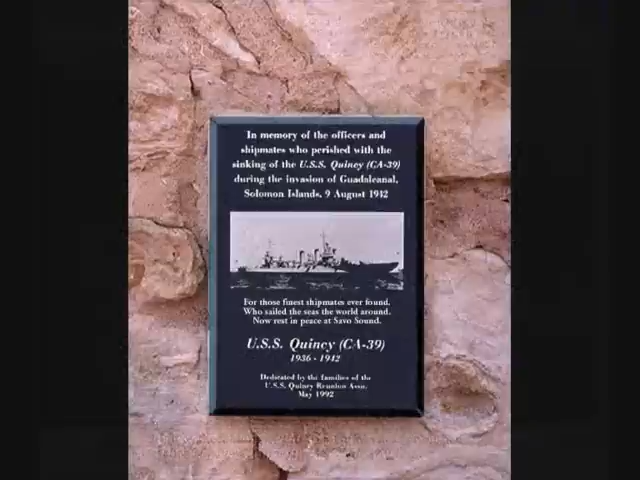 In memory of the officers and
shipmates who perished with the
sinking of the U.S.S. Quincy (CA-39)
during the invasion of Guadalcanal,
Solomon Islands, 9 August 1942
For those finest shipmates ever found.
Who sailed the seas the world around.
Now rest in peace at Savo Sound.
U.S.S. Quincy (CA-39)
1936 - 1942
Dedicated by the families of the
U.S.S. Quincy Reunion Assn.
May 1992